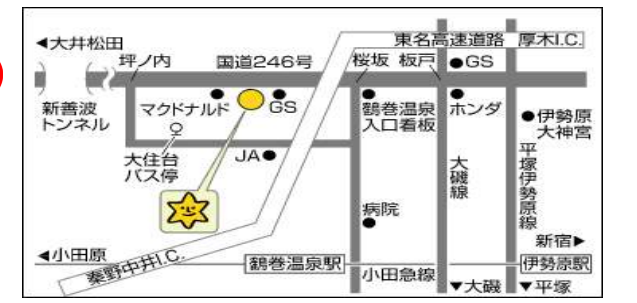 ◀大井松田
東名高速道路
厚木I.C.
坪ノ内
国道246号
桜坂
板戸
●GS
新善波
トンネル
マクドナルド
GS
鶴巻温泉
入口看板
ホンダ
●伊勢原
大神宮
大住台
バス停
JA●
大磯線
平塚伊勢原線
病院
新宿▶
◀小田原
秦野中井I.C.
鶴巻温泉駅
小田急線
伊勢原駅
▼大磯
▼平塚